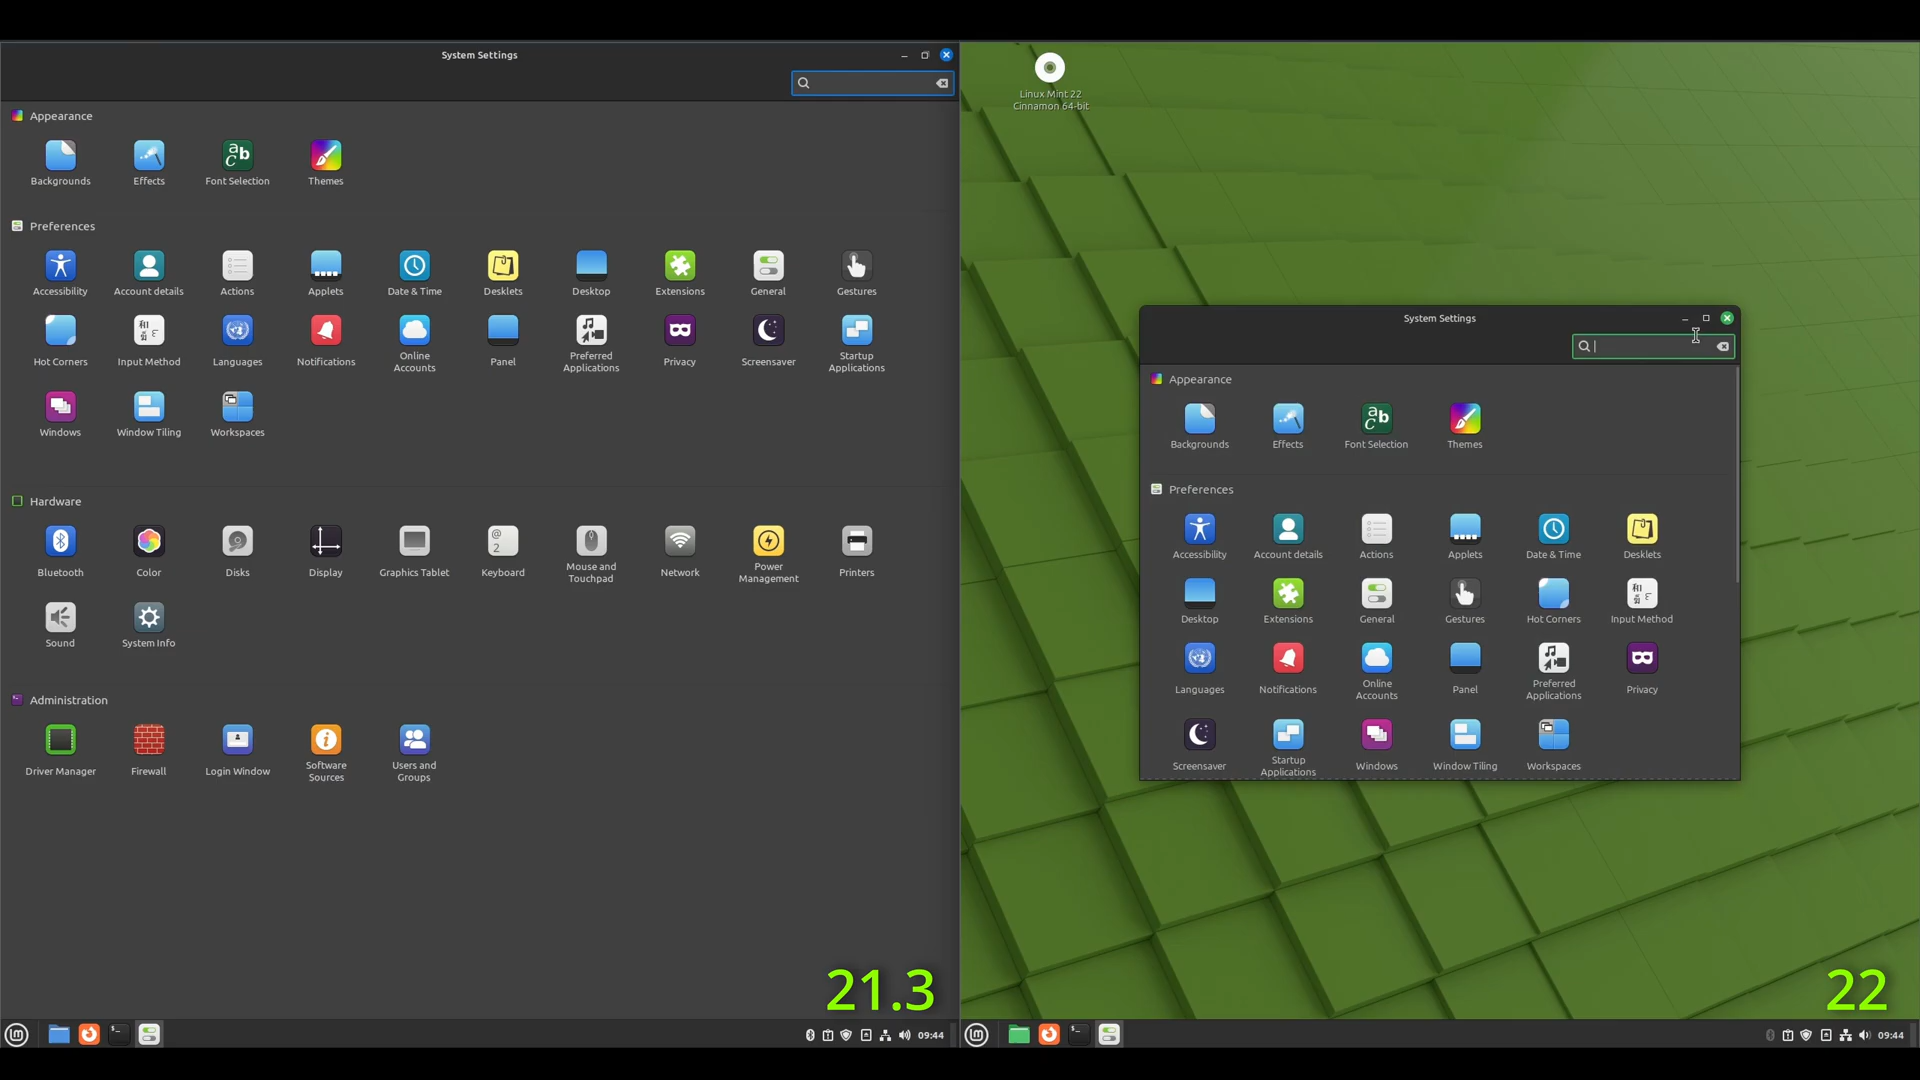 System Settings
Appearance
Backgrounds Effects Font Selection Themes
Preferences
Accessibility Account details Actions Applets Date & Time Desklets Desktop Extensions General Gestures
Hot Corners Input Method Languages Notifications Online Accounts Panel Preferred Applications Privacy Screensaver Startup Applications
Windows Window Tiling Workspaces
Hardware
Bluetooth Color Disks Display Graphics Tablet Keyboard Mouse and Touchpad Network Power Management Printers
Sound System Info
Administration
Driver Manager Firewall Login Window Software Sources Users and Groups
21.3
09:44
Linux Mint 22
Cinnamon 64-bit
System Settings
Appearance
Backgrounds Effects Font Selection Themes
Preferences
Accessibility Account details Actions Applets Date & Time Desklets
Desktop Extensions General Gestures Hot Corners Input Method
Languages Notifications Online Accounts Panel Preferred Applications Privacy
Screensaver Startup Applications Windows Window Tiling Workspaces
22
09:44